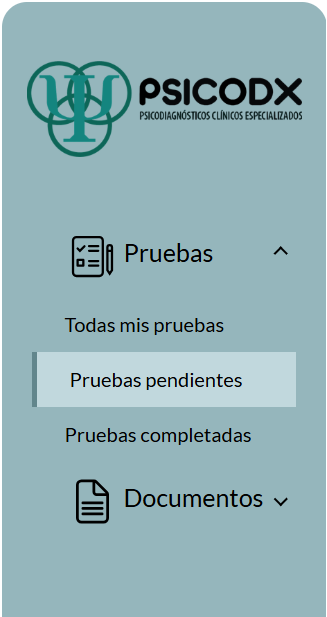 PSICODX
PSICODIAGNÓSTICOS CLÍNICOS ESPECIALIZADOS
Pruebas
Todas mis pruebas
Pruebas pendientes
Pruebas completadas
Documentos